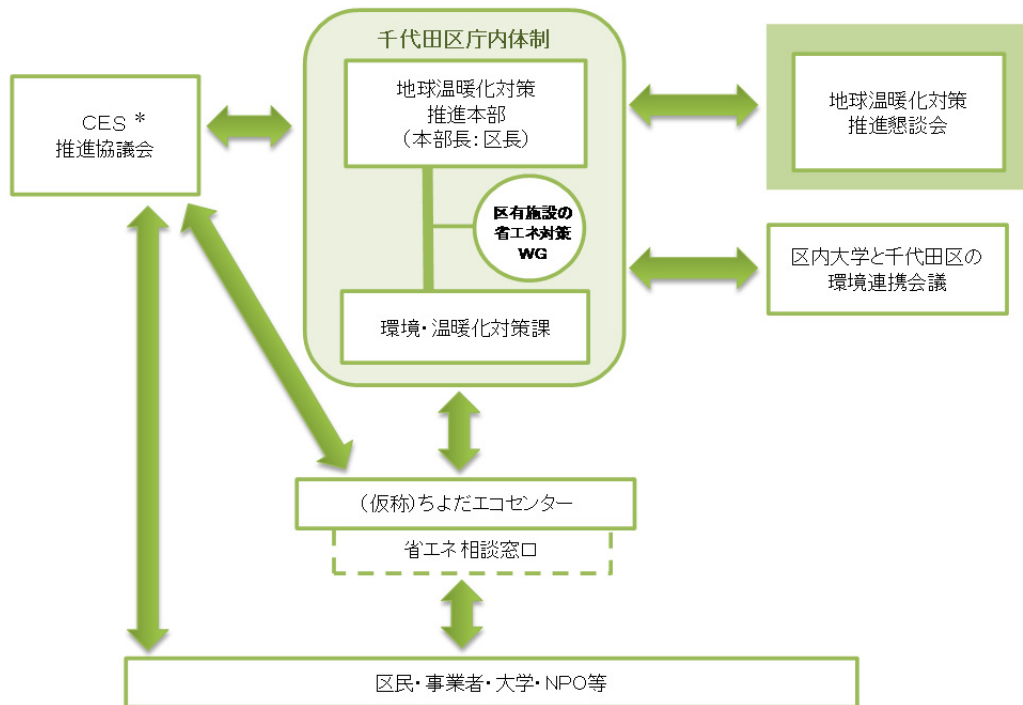 千代田区庁内体制
地球温暖化対策
推進本部
(本部長:区長)
区有施設の
省エネ対策
WG
環境・温暖化対策課
CES *
推進協議会
地球温暖化対策
推進懇談会
区内大学と千代田区の
環境連携会議
(仮称)ちよだエコセンター
省エネ相談窓口
区民・事業者・大学・NPO等